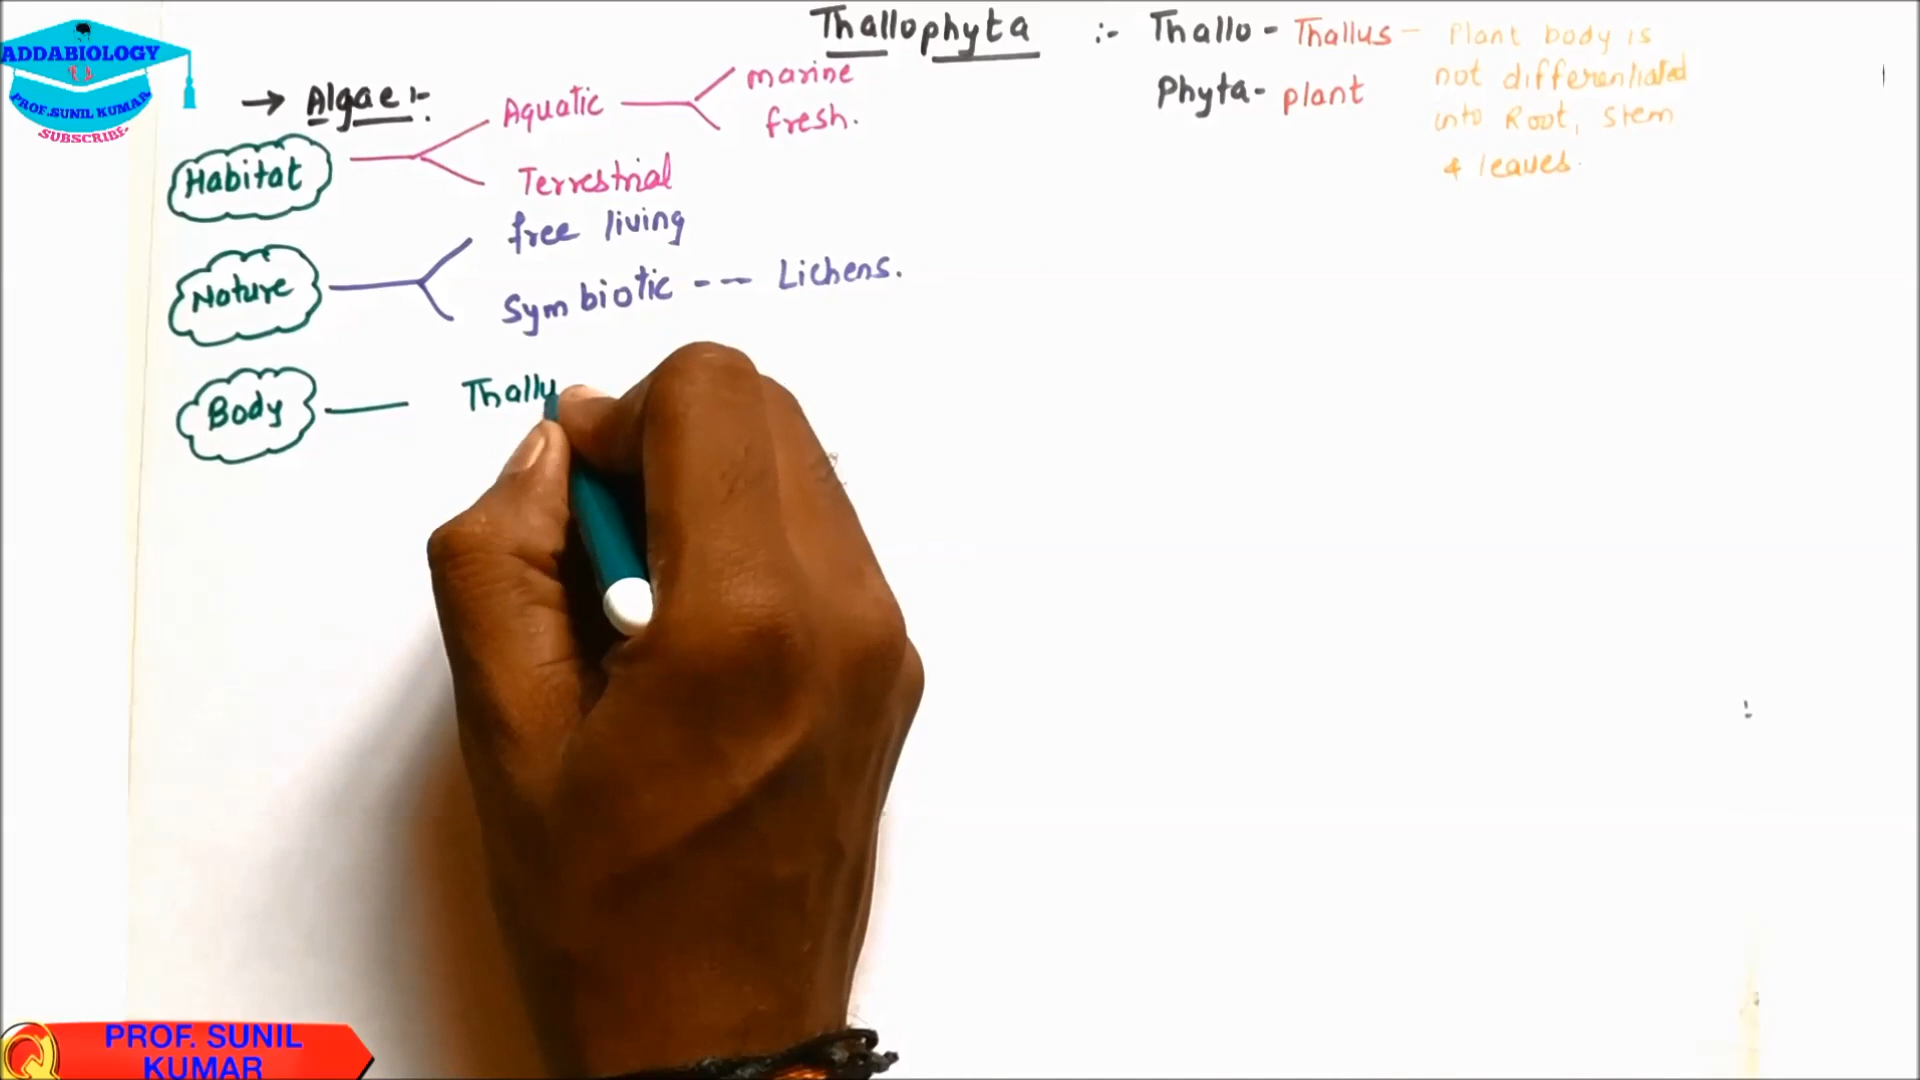 ADDABIOLOGY
PROF.SUNIL KUMAR
SUBSCRIBE
Thallophyta :- Thallo - Thallus - Plant body is
not differentiated
into Root, stem
& leaves.
Phyta- plant
→ Algae :-
Habitat
Aquatic
marine
fresh.
Terrestrial
Nature
free living
Symbiotic --- Lichens.
Body — Thallu
PROF. SUNIL
KUMAR